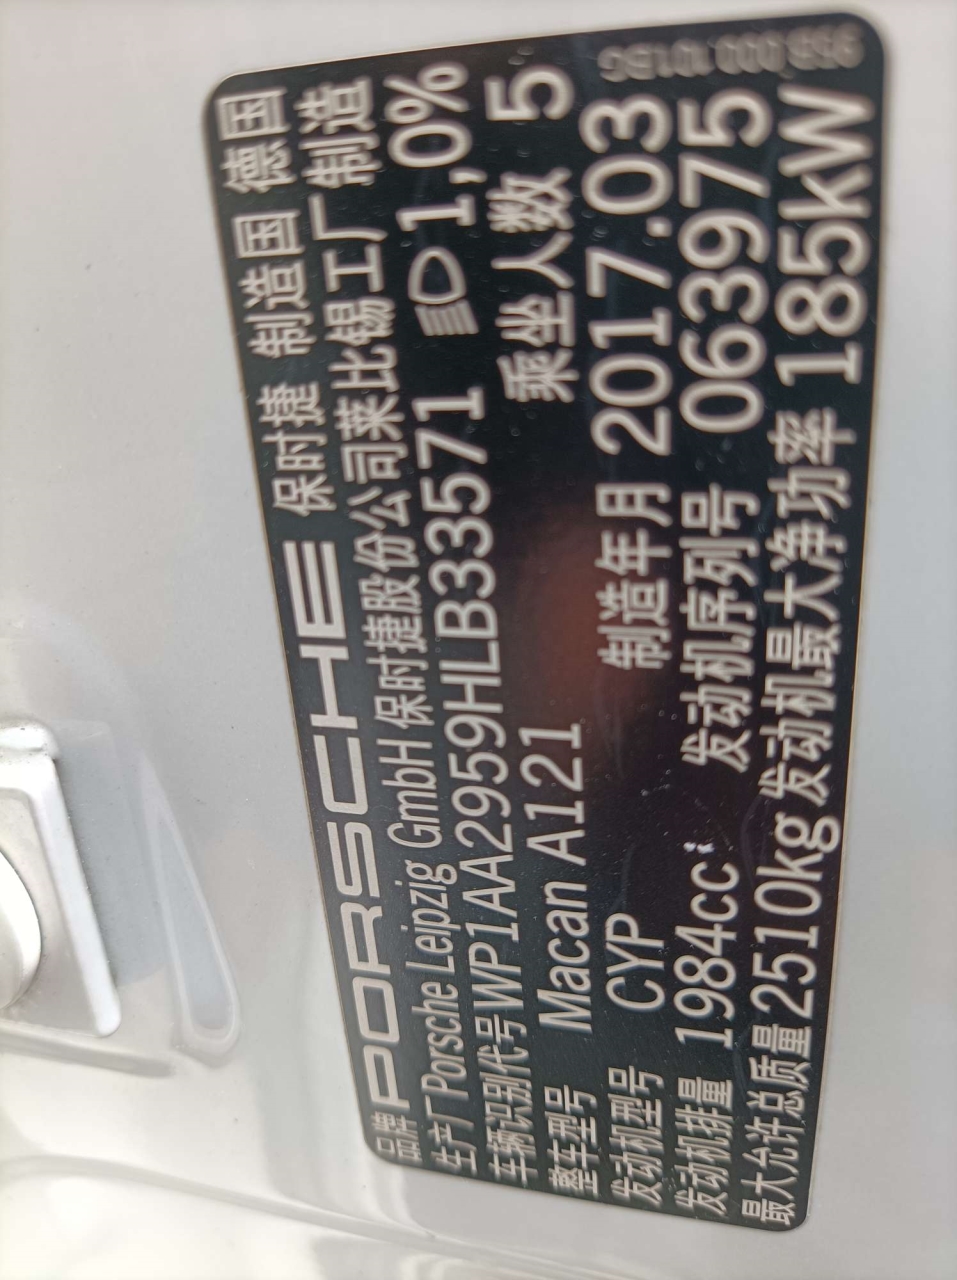 品牌 PORSCHE 保时捷 制造国 德国
生产厂 Porsche Leipzig GmbH 保时捷股份公司莱比锡工厂 制造
车辆识别代号 WP1AA2959HLB33571 1,0%
整车型号 Macan A121 乘坐人数 5
发动机型号 CYP 制造年月 2017.03
发动机排量 1984cc 发动机序列号 063975
最大允许总质量 2510kg 发动机最大净功率 185kW